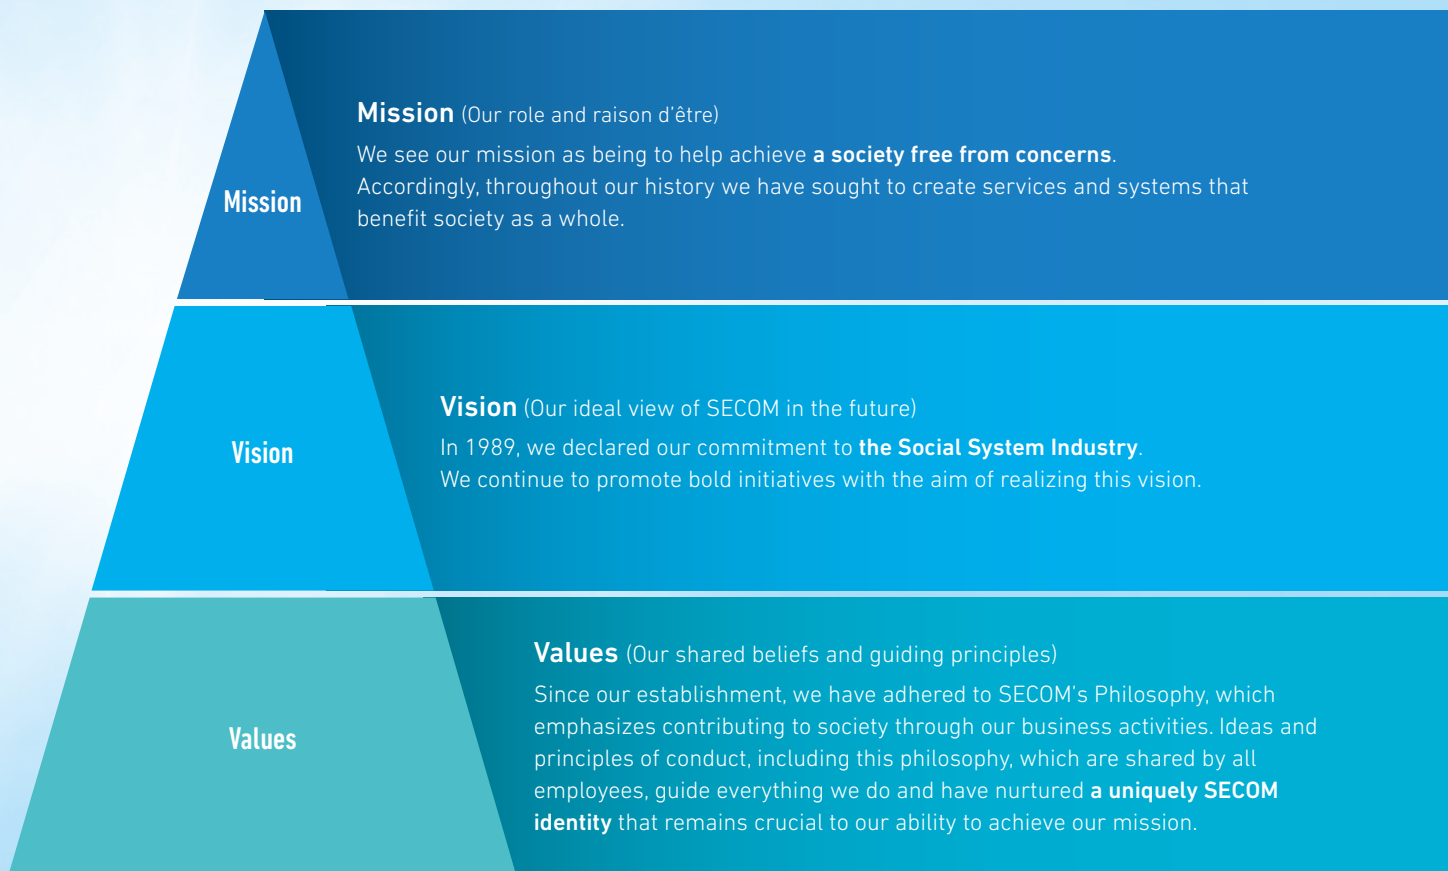 Mission
Mission (Our role and raison d’être)
We see our mission as being to help achieve a society free from concerns.
Accordingly, throughout our history we have sought to create services and systems that
benefit society as a whole.
Vision
Vision (Our ideal view of SECOM in the future)
In 1989, we declared our commitment to the Social System Industry.
We continue to promote bold initiatives with the aim of realizing this vision.
Values
Values (Our shared beliefs and guiding principles)
Since our establishment, we have adhered to SECOM’s Philosophy, which
emphasizes contributing to society through our business activities. Ideas and
principles of conduct, including this philosophy, which are shared by all
employees, guide everything we do and have nurtured a uniquely SECOM
identity that remains crucial to our ability to achieve our mission.